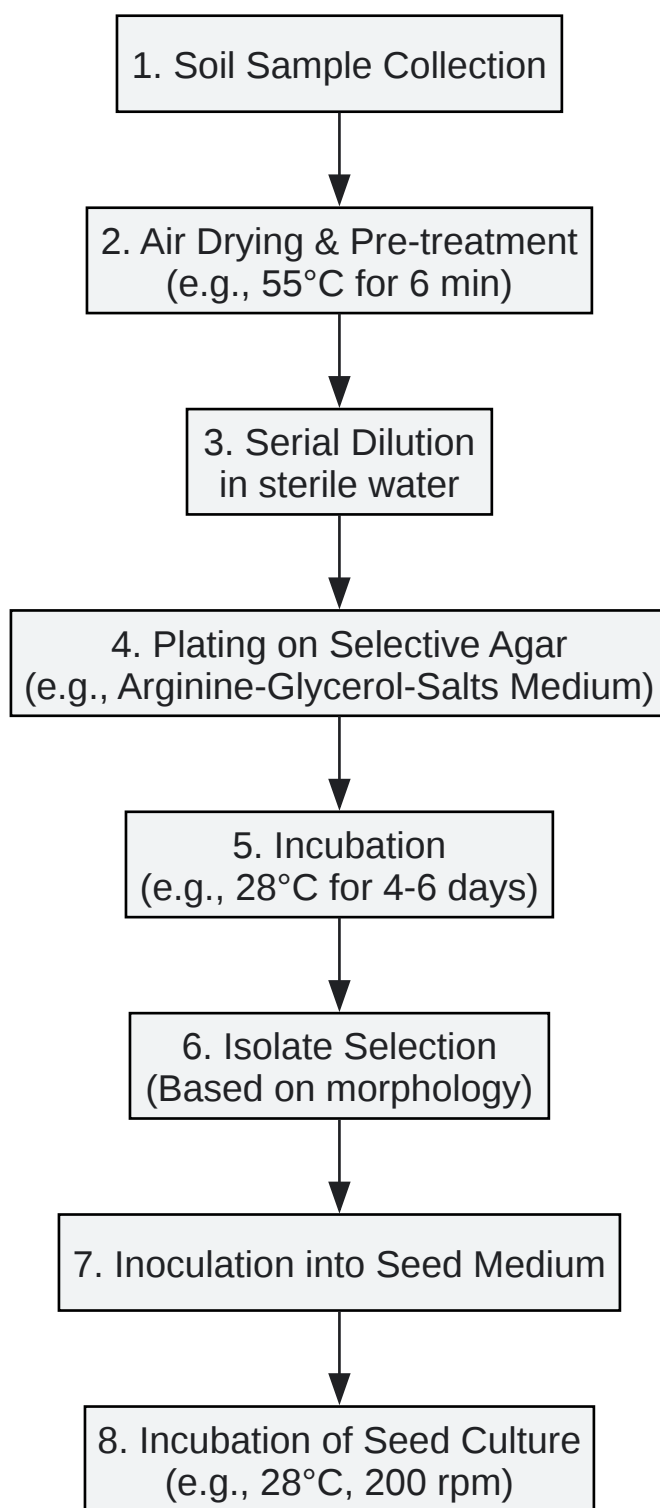 1. Soil Sample Collection
2. Air Drying & Pre-treatment
(e.g., 55°C for 6 min)
3. Serial Dilution
in sterile water
4. Plating on Selective Agar
(e.g., Arginine-Glycerol-Salts Medium)
5. Incubation
(e.g., 28°C for 4-6 days)
6. Isolate Selection
(Based on morphology)
7. Inoculation into Seed Medium
8. Incubation of Seed Culture
(e.g., 28°C, 200 rpm)